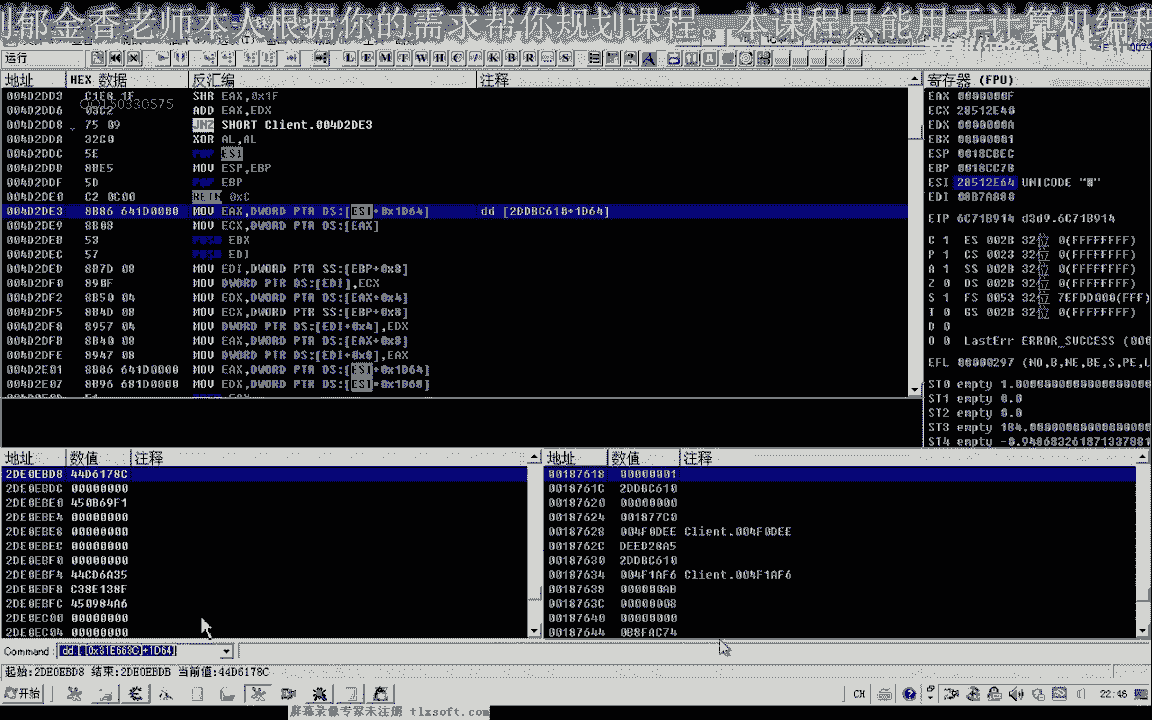 郁金香老师本人根据你的需求帮你规划课程。 本课程只能用于计算机编程
运行
L E M T W H C / K B R ... S
地址 HEX 数据 反汇编 注释
004D2DD3 C1E8 1F SHR EAX,0x1F
QQ150330575
004D2DD6 03C2 ADD EAX,EDX
004D2DD8 75 09 JNZ SHORT Client.004D2DE3
004D2DDA 32C0 XOR AL,AL
004D2DDC 5E POP ESI
004D2DDD 8BE5 MOV ESP,EBP
004D2DDF 5D POP EBP
004D2DE0 C2 0C00 RETN 0xC
004D2DE3 8B86 641D0000 MOV EAX,DWORD PTR DS:[ESI+0x1D64] dd [2DDBC618+1D64]
004D2DE9 8B08 MOV ECX,DWORD PTR DS:[EAX]
004D2DEB 53 PUSH EBX
004D2DEC 57 PUSH EDI
004D2DED 8B7D 08 MOV EDI,DWORD PTR SS:[EBP+0x8]
004D2DF0 890F MOV DWORD PTR DS:[EDI],ECX
004D2DF2 8B50 04 MOV EDX,DWORD PTR DS:[EAX+0x4]
004D2DF5 8B4D 08 MOV ECX,DWORD PTR SS:[EBP+0x8]
004D2DF8 8957 04 MOV DWORD PTR DS:[EDI+0x4],EDX
004D2DFB 8B40 08 MOV EAX,DWORD PTR DS:[EAX+0x8]
004D2DFE 8947 08 MOV DWORD PTR DS:[EDI+0x8],EAX
004D2E01 8B86 641D0000 MOV EAX,DWORD PTR DS:[ESI+0x1D64]
004D2E07 8B96 681D0000 MOV EDX,DWORD PTR DS:[ESI+0x1D68]
寄存器 (FPU)
EAX 0000000F
ECX 28512E40
EDX 0000000A
EBX 00000001
ESP 0018CBEC
EBP 0018CC78
ESI 28512E64 UNICODE "@"
EDI 00B7A808
EIP 6C71B914 d3d9.6C71B914
C 1 ES 002B 32位 0(FFFFFFFF)
P 1 CS 0023 32位 0(FFFFFFFF)
A 1 SS 002B 32位 0(FFFFFFFF)
Z 0 DS 002B 32位 0(FFFFFFFF)
S 1 FS 0053 32位 7EFDD000(FFF)
T 0 GS 002B 32位 0(FFFFFFFF)
D 0
O 0 LastErr ERROR_SUCCESS (000
EFL 00000297 (NO,B,NE,BE,S,PE,L
ST1 empty 0.0
ST2 empty 0.0
地址 数值 注释
2DE0EBD8 44D6178C
2DE0EBDC 00000000
2DE0EBE0 450B69F1
2DE0EBE4 00000000
2DE0EBE8 00000000
2DE0EBEC 00000000
2DE0EBF0 00000000
2DE0EBF4 44CD6A35
2DE0EBF8 C38E138F
2DE0EBFC 450984A6
2DE0EC00 00000000
2DE0EC04 00000000
地址 数值 注释
00187618 00000001
0018761C 2DDBC610
00187620 00000000
00187624 001877C0
00187628 004F0DEE Client.004F0DEE
0018762C DEED28A5
00187630 2DDBC610
00187634 004F1AF6 Client.004F1AF6
00187638 000000AB
0018763C 00000008
00187640 00000000
00187644 0B8FAC74
Command : dd [[0x31E668C]+1D64]
起始:2DE0EBD8 结束:2DE0EBDB 当前值:44D6178C
开始 CH 22:46
屏幕录像专家未注册 tlxsoft.com